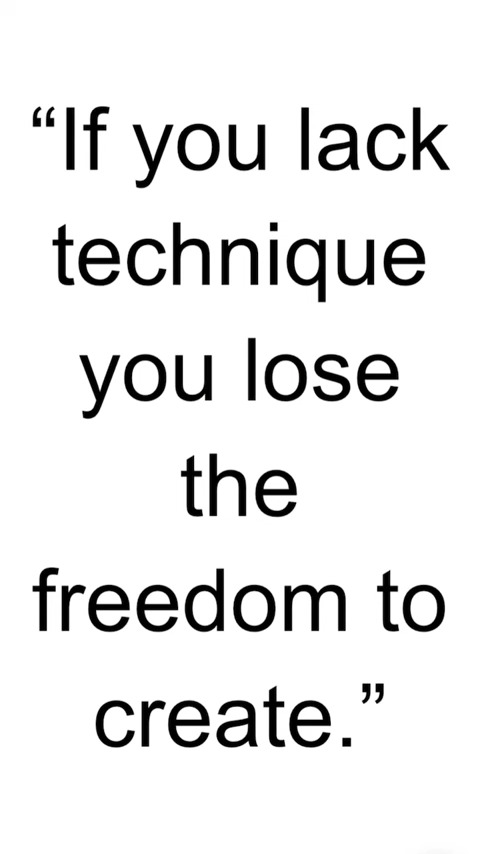 “If you lack
technique
you lose
the
freedom to
create.”